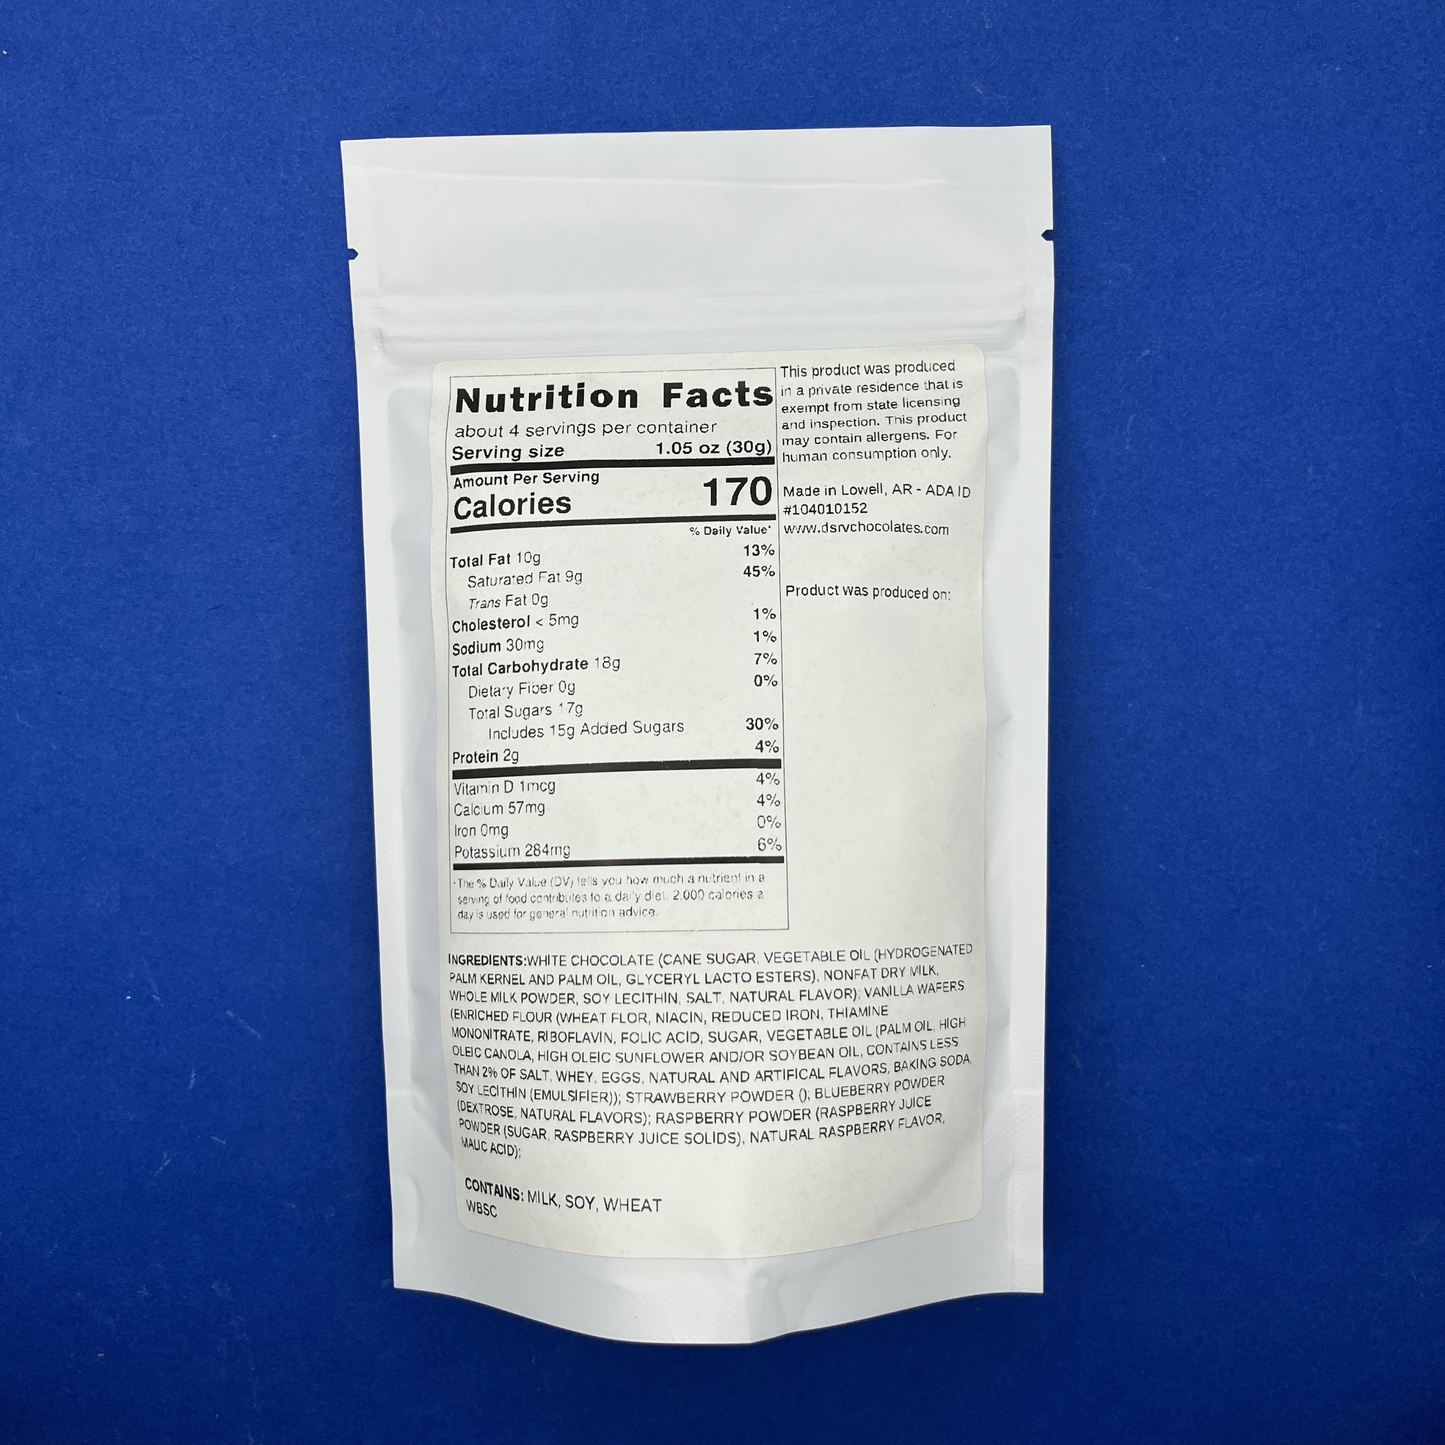 Nutrition Facts
about 4 servings per container
Serving size 1.05 oz (30g)
Amount Per Serving
Calories 170
% Daily Value*
Total Fat 10g 13%
Saturated Fat 9g 45%
Trans Fat 0g
Cholesterol < 5mg 1%
Sodium 30mg 1%
Total Carbohydrate 18g 7%
Dietary Fiber 0g 0%
Total Sugars 17g
Includes 15g Added Sugars 30%
Protein 2g 4%
Vitamin D 1mcg 4%
Calcium 57mg 4%
Iron 0mg 0%
Potassium 284mg 6%
*The % Daily Value (DV) tells you how much a nutrient in a
serving of food contributes to a daily diet. 2,000 calories a
day is used for general nutrition advice.
This product was produced
in a private residence that is
exempt from state licensing
and inspection. This product
may contain allergens. For
human consumption only.
Made in Lowell, AR - ADA ID
#104010152
www.dsrvchocolates.com
Product was produced on:
INGREDIENTS:WHITE CHOCOLATE (CANE SUGAR, VEGETABLE OIL (HYDROGENATED
PALM KERNEL AND PALM OIL, GLYCERYL LACTO ESTERS), NONFAT DRY MILK,
WHOLE MILK POWDER, SOY LECITHIN, SALT, NATURAL FLAVOR); VANILLA WAFERS
(ENRICHED FLOUR (WHEAT FLOR, NIACIN, REDUCED IRON, THIAMINE
MONONITRATE, RIBOFLAVIN, FOLIC ACID, SUGAR, VEGETABLE OIL (PALM OIL, HIGH
OLEIC CANOLA, HIGH OLEIC SUNFLOWER AND/OR SOYBEAN OIL, CONTAINS LESS
THAN 2% OF SALT, WHEY, EGGS, NATURAL AND ARTIFICAL FLAVORS, BAKING SODA,
SOY LECITHIN (EMULSIFIER)); STRAWBERRY POWDER (); BLUEBERRY POWDER
(DEXTROSE, NATURAL FLAVORS); RASPBERRY POWDER (RASPBERRY JUICE
POWDER (SUGAR, RASPBERRY JUICE SOLIDS), NATURAL RASPBERRY FLAVOR,
MALIC ACID);
CONTAINS: MILK, SOY, WHEAT
WBSC